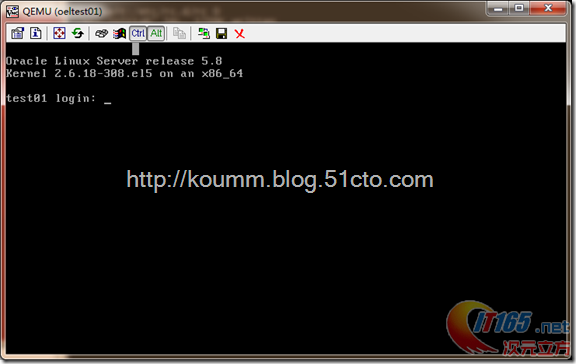 QEMU (oeltest01)
Ctrl Alt
Oracle Linux Server release 5.8
Kernel 2.6.18-308.el5 on an x86_64
test01 login: _
http://koumm.blog.51cto.com
IT165.net
次元立方